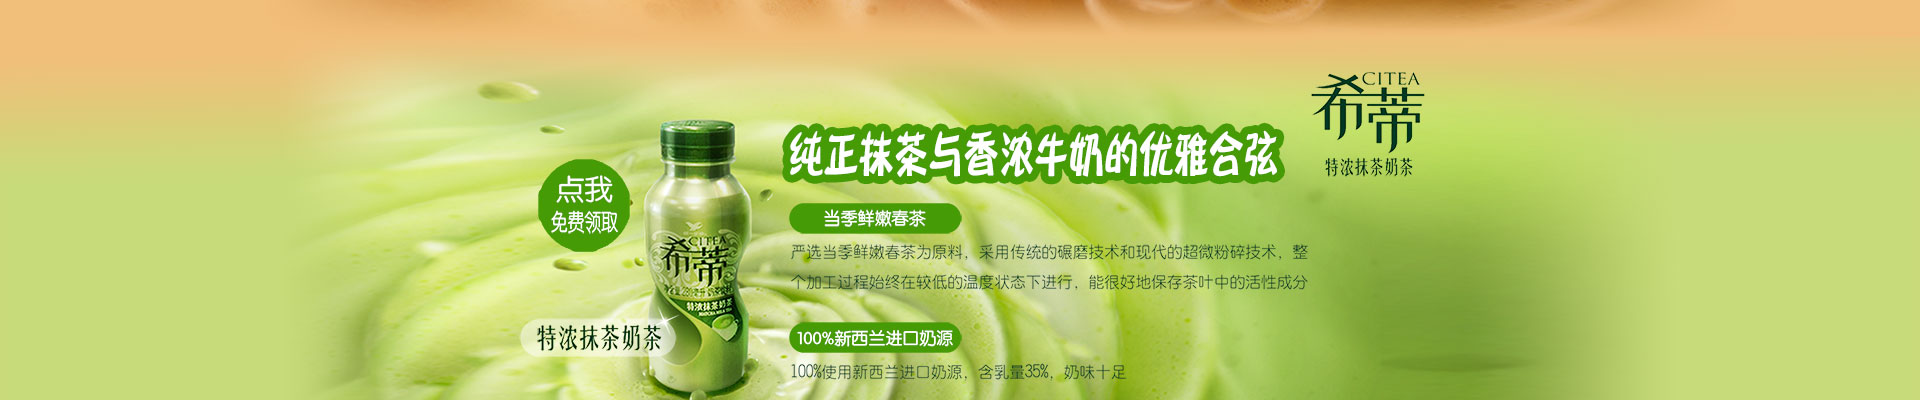 CITEA
希蒂
特浓抹茶奶茶
纯正抹茶与香浓牛奶的优雅合弦
点我
免费领取
当季鲜嫩春茶
严选当季鲜嫩春茶为原料，采用传统的碾磨技术和现代的超微粉碎技术，整
个加工过程始终在较低的温度状态下进行，能很好地保存茶叶中的活性成分
CITEA
希蒂
特浓抹茶奶茶
MATCHA MILK TEA
特浓抹茶奶茶
100%新西兰进口奶源
100%使用新西兰进口奶源，含乳量35%，奶味十足